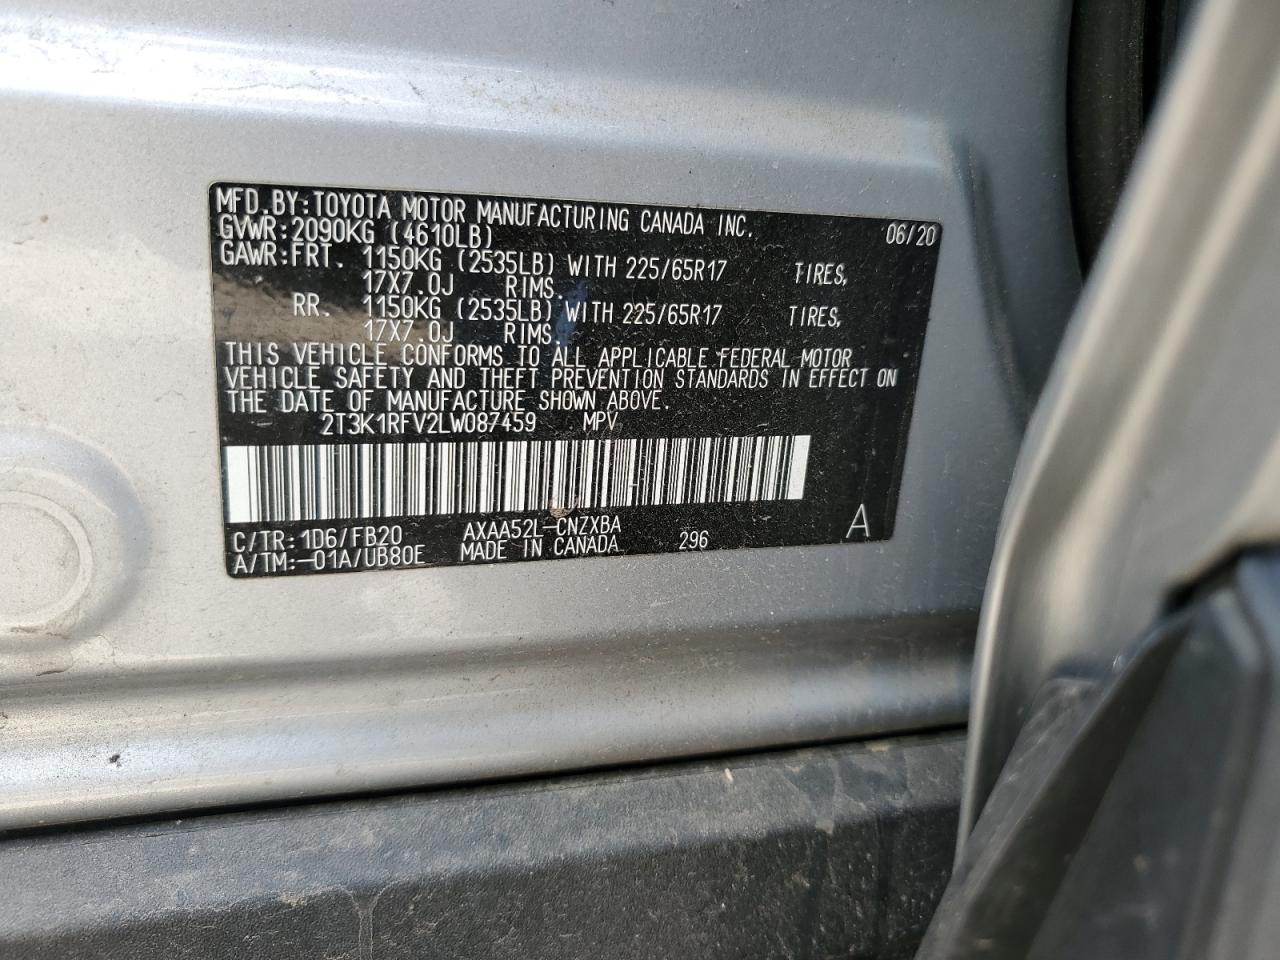 MFD.BY:TOYOTA MOTOR MANUFACTURING CANADA INC. 06/20
GVWR:2090KG (4610LB)
GAWR:FRT. 1150KG (2535LB) WITH 225/65R17 TIRES,
17X7.0J RIMS.
RR. 1150KG (2535LB) WITH 225/65R17 TIRES,
17X7.0J RIMS.
THIS VEHICLE CONFORMS TO ALL APPLICABLE FEDERAL MOTOR
VEHICLE SAFETY AND THEFT PREVENTION STANDARDS IN EFFECT ON
THE DATE OF MANUFACTURE SHOWN ABOVE.
2T3K1RFV2LW087459 MPV
C/TR:1D6/FB20 AXAA52L-CNZXBA A
A/TM:-01A/UB80E MADE IN CANADA 296